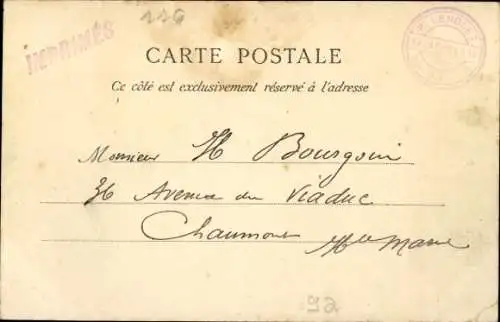 110
IMPRIMÉS
CARTE POSTALE
Ce côté est exclusivement réservé à l'adresse
Monsieur H Bourgoin
36 Avenue du Viaduc
Chaumont Hte Marne
92